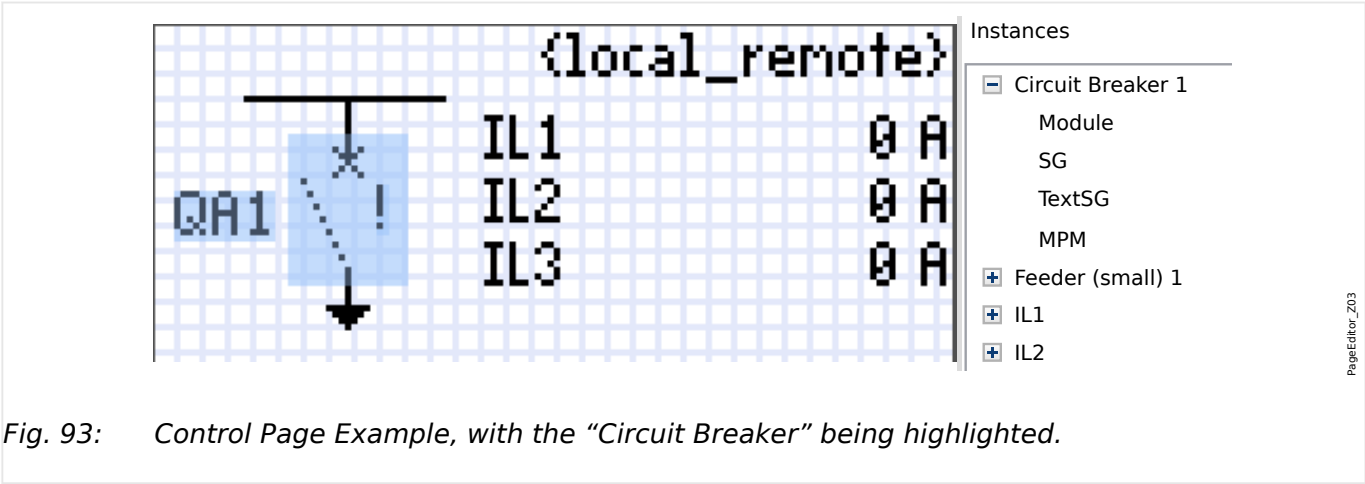 {local_remote}
IL1 0 A
QA1 !
IL2 0 A
IL3 0 A
Instances
Circuit Breaker 1
Module
SG
TextSG
MPM
Feeder (small) 1
IL1
IL2
PageEditor_Z03
Fig. 93: Control Page Example, with the “Circuit Breaker” being highlighted.